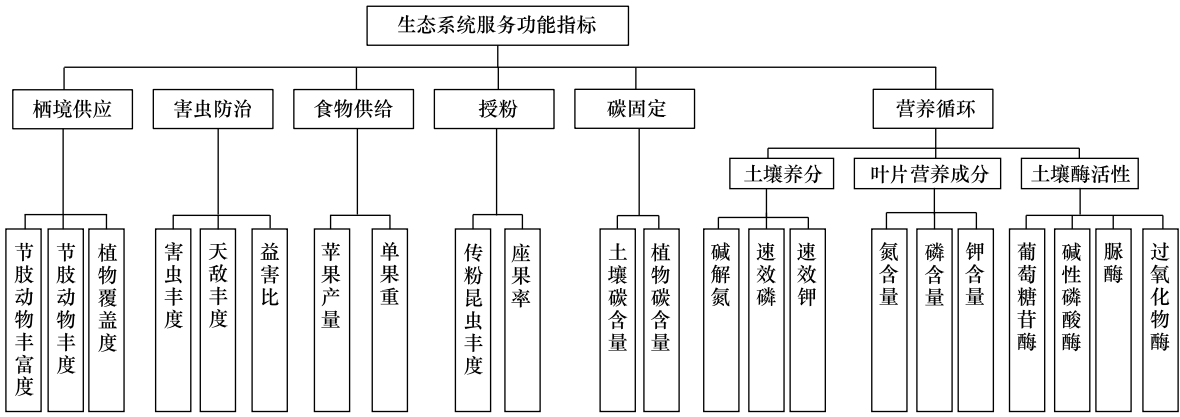 生态系统服务功能指标
栖境供应
害虫防治
食物供给
授粉
碳固定
营养循环
土壤养分
叶片营养成分
土壤酶活性
节肢动物丰富度
节肢动物丰度
植物覆盖度
害虫丰度
天敌丰度
益害比
苹果产量
单果重
传粉昆虫丰度
座果率
土壤碳含量
植物碳含量
碱解氮
速效磷
速效钾
氮含量
磷含量
钾含量
葡萄糖苷酶
碱性磷酸酶
脲酶
过氧化物酶